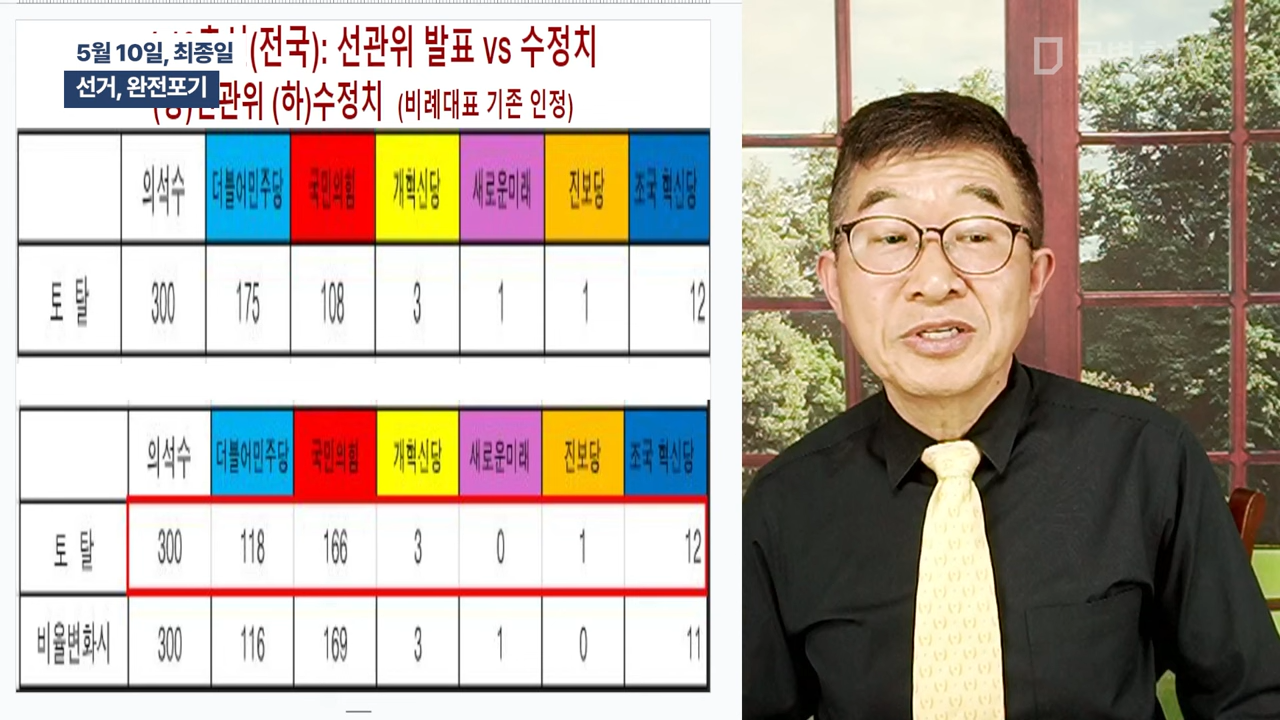 5월 10일, 최종일
선거, 완전포기
(전국): 선관위 발표 vs 수정치
관위 (하)수정치 (비례대표 기존 인정)
의석수 더불어민주당 국민의힘 개혁신당 새로운미래 진보당 조국 혁신당
토 탈 300 175 108 3 1 1 12
의석수 더불어민주당 국민의힘 개혁신당 새로운미래 진보당 조국 혁신당
토 탈 300 118 166 3 0 1 12
비율변화시 300 116 169 3 1 0 11